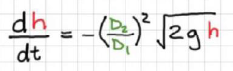 dh/dt = -(D₂/D₁)² √2gh